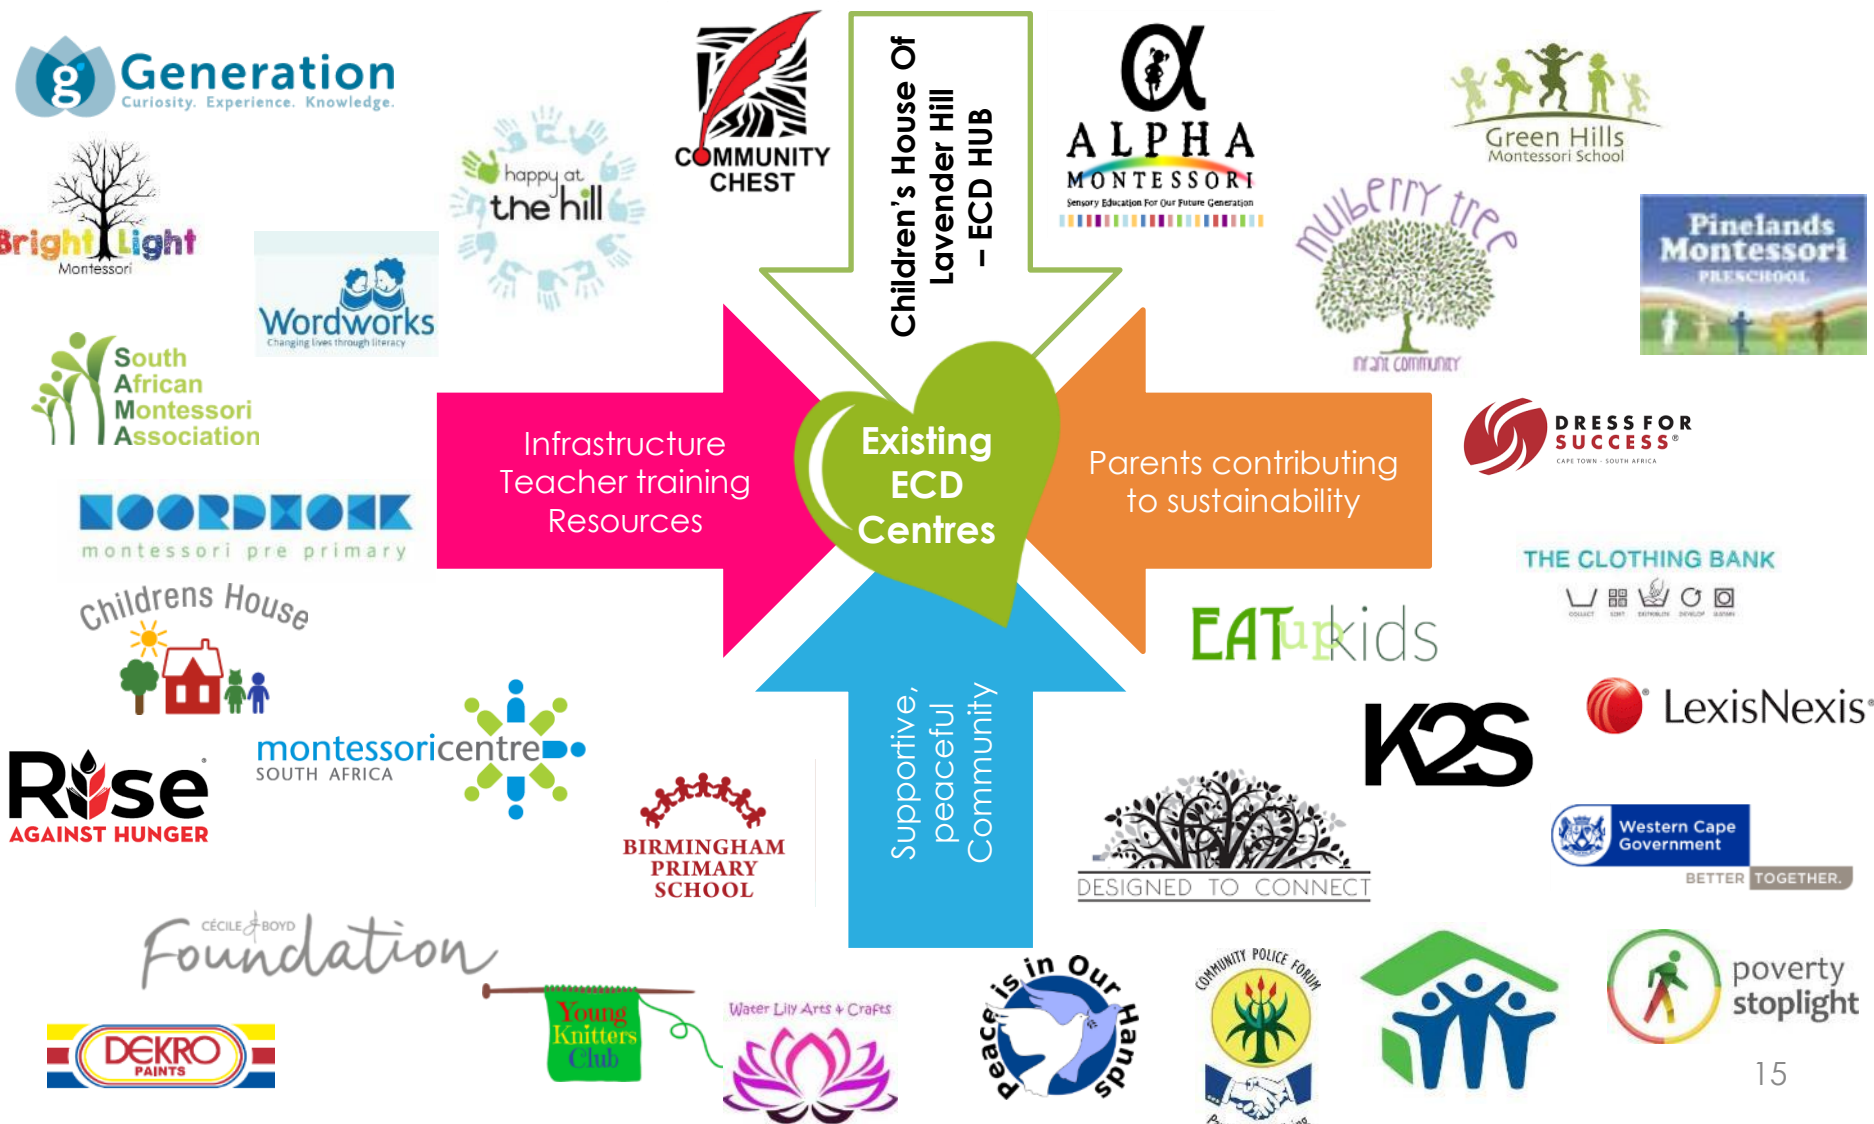 Generation
Curiosity. Experience. Knowledge.
COMMUNITY
CHEST
Children's House Of
Lavender Hill
– ECD HUB
ALPHA
MONTESSORI
Sensory Education For Our Future Generation
Green Hills
Montessori School
Bright Light
Montessori
happy at
the hill
Wordworks
Changing lives through literacy
mulberry tree
infant community
Pinelands
Montessori
PRESCHOOL
South
African
Montessori
Association
Infrastructure
Teacher training
Resources
Existing
ECD
Centres
Parents contributing
to sustainability
DRESS FOR
SUCCESS®
CAPE TOWN - SOUTH AFRICA
NOORDHOEK
montessori pre primary
THE CLOTHING BANK
COLLECT SORT DISTRIBUTE DEVELOP SUSTAIN
Childrens House
EATupkids
Supportive,
peaceful
Community
K2S
LexisNexis®
montessoricentre
SOUTH AFRICA
Rise
AGAINST HUNGER
BIRMINGHAM
PRIMARY
SCHOOL
DESIGNED TO CONNECT
Western Cape
Government
BETTER TOGETHER.
CÉCILE & BOYD
Foundation
Young
Knitters
Club
Water Lily Arts & Crafts
Peace is in Our Hands
COMMUNITY POLICE FORUM
poverty
stoplight
DEKRO
PAINTS
15